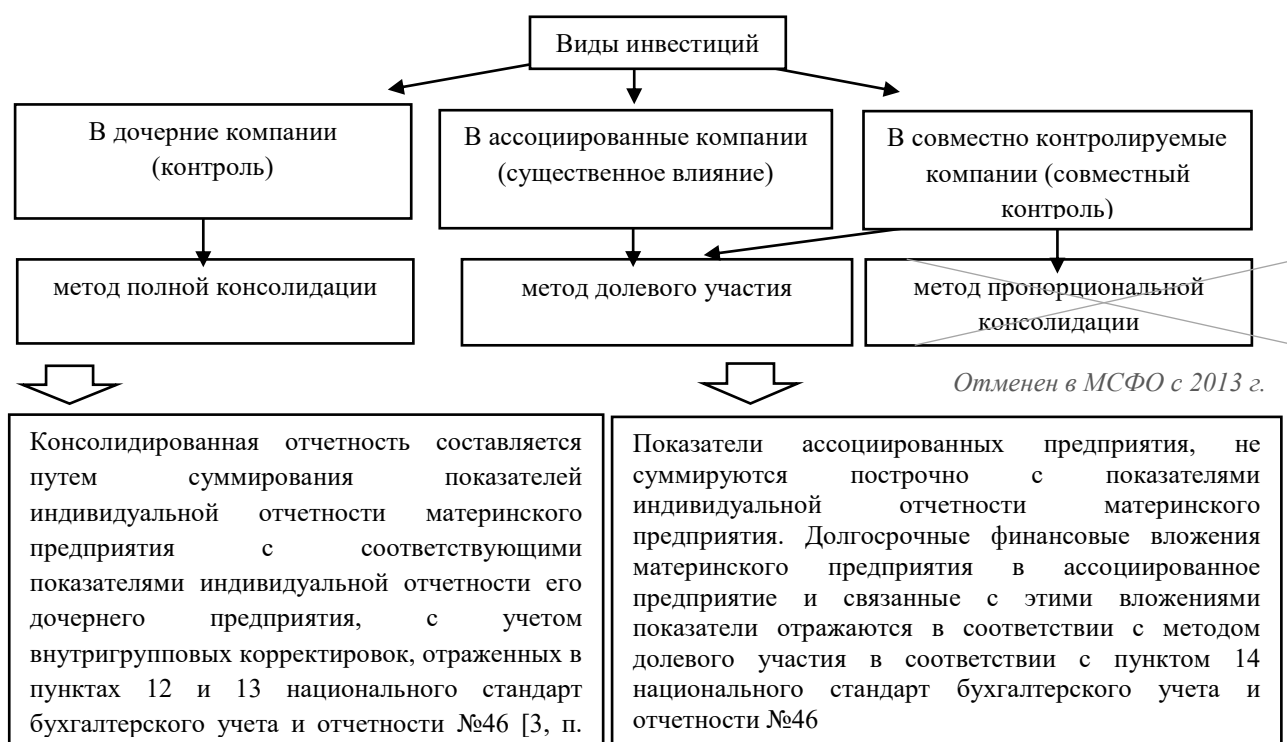 Виды инвестиций
В дочерние компании
(контроль)
В ассоциированные компании
(существенное влияние)
В совместно контролируемые
компании (совместный
контроль)
метод полной консолидации
метод долевого участия
метод пропорциональной
консолидации
Отменен в МСФО с 2013 г.
Консолидированная отчетность составляется
путем суммирования показателей
индивидуальной отчетности материнского
предприятия с соответствующими
показателями индивидуальной отчетности его
дочернего предприятия, с учетом
внутригрупповых корректировок, отраженных в
пунктах 12 и 13 национального стандарт
бухгалтерского учета и отчетности №46 [3, п.
Показатели ассоциированных предприятия, не
суммируются построчно с показателями
индивидуальной отчетности материнского
предприятия. Долгосрочные финансовые вложения
материнского предприятия в ассоциированное
предприятие и связанные с этими вложениями
показатели отражаются в соответствии с методом
долевого участия в соответствии с пунктом 14
национального стандарт бухгалтерского учета и
отчетности №46